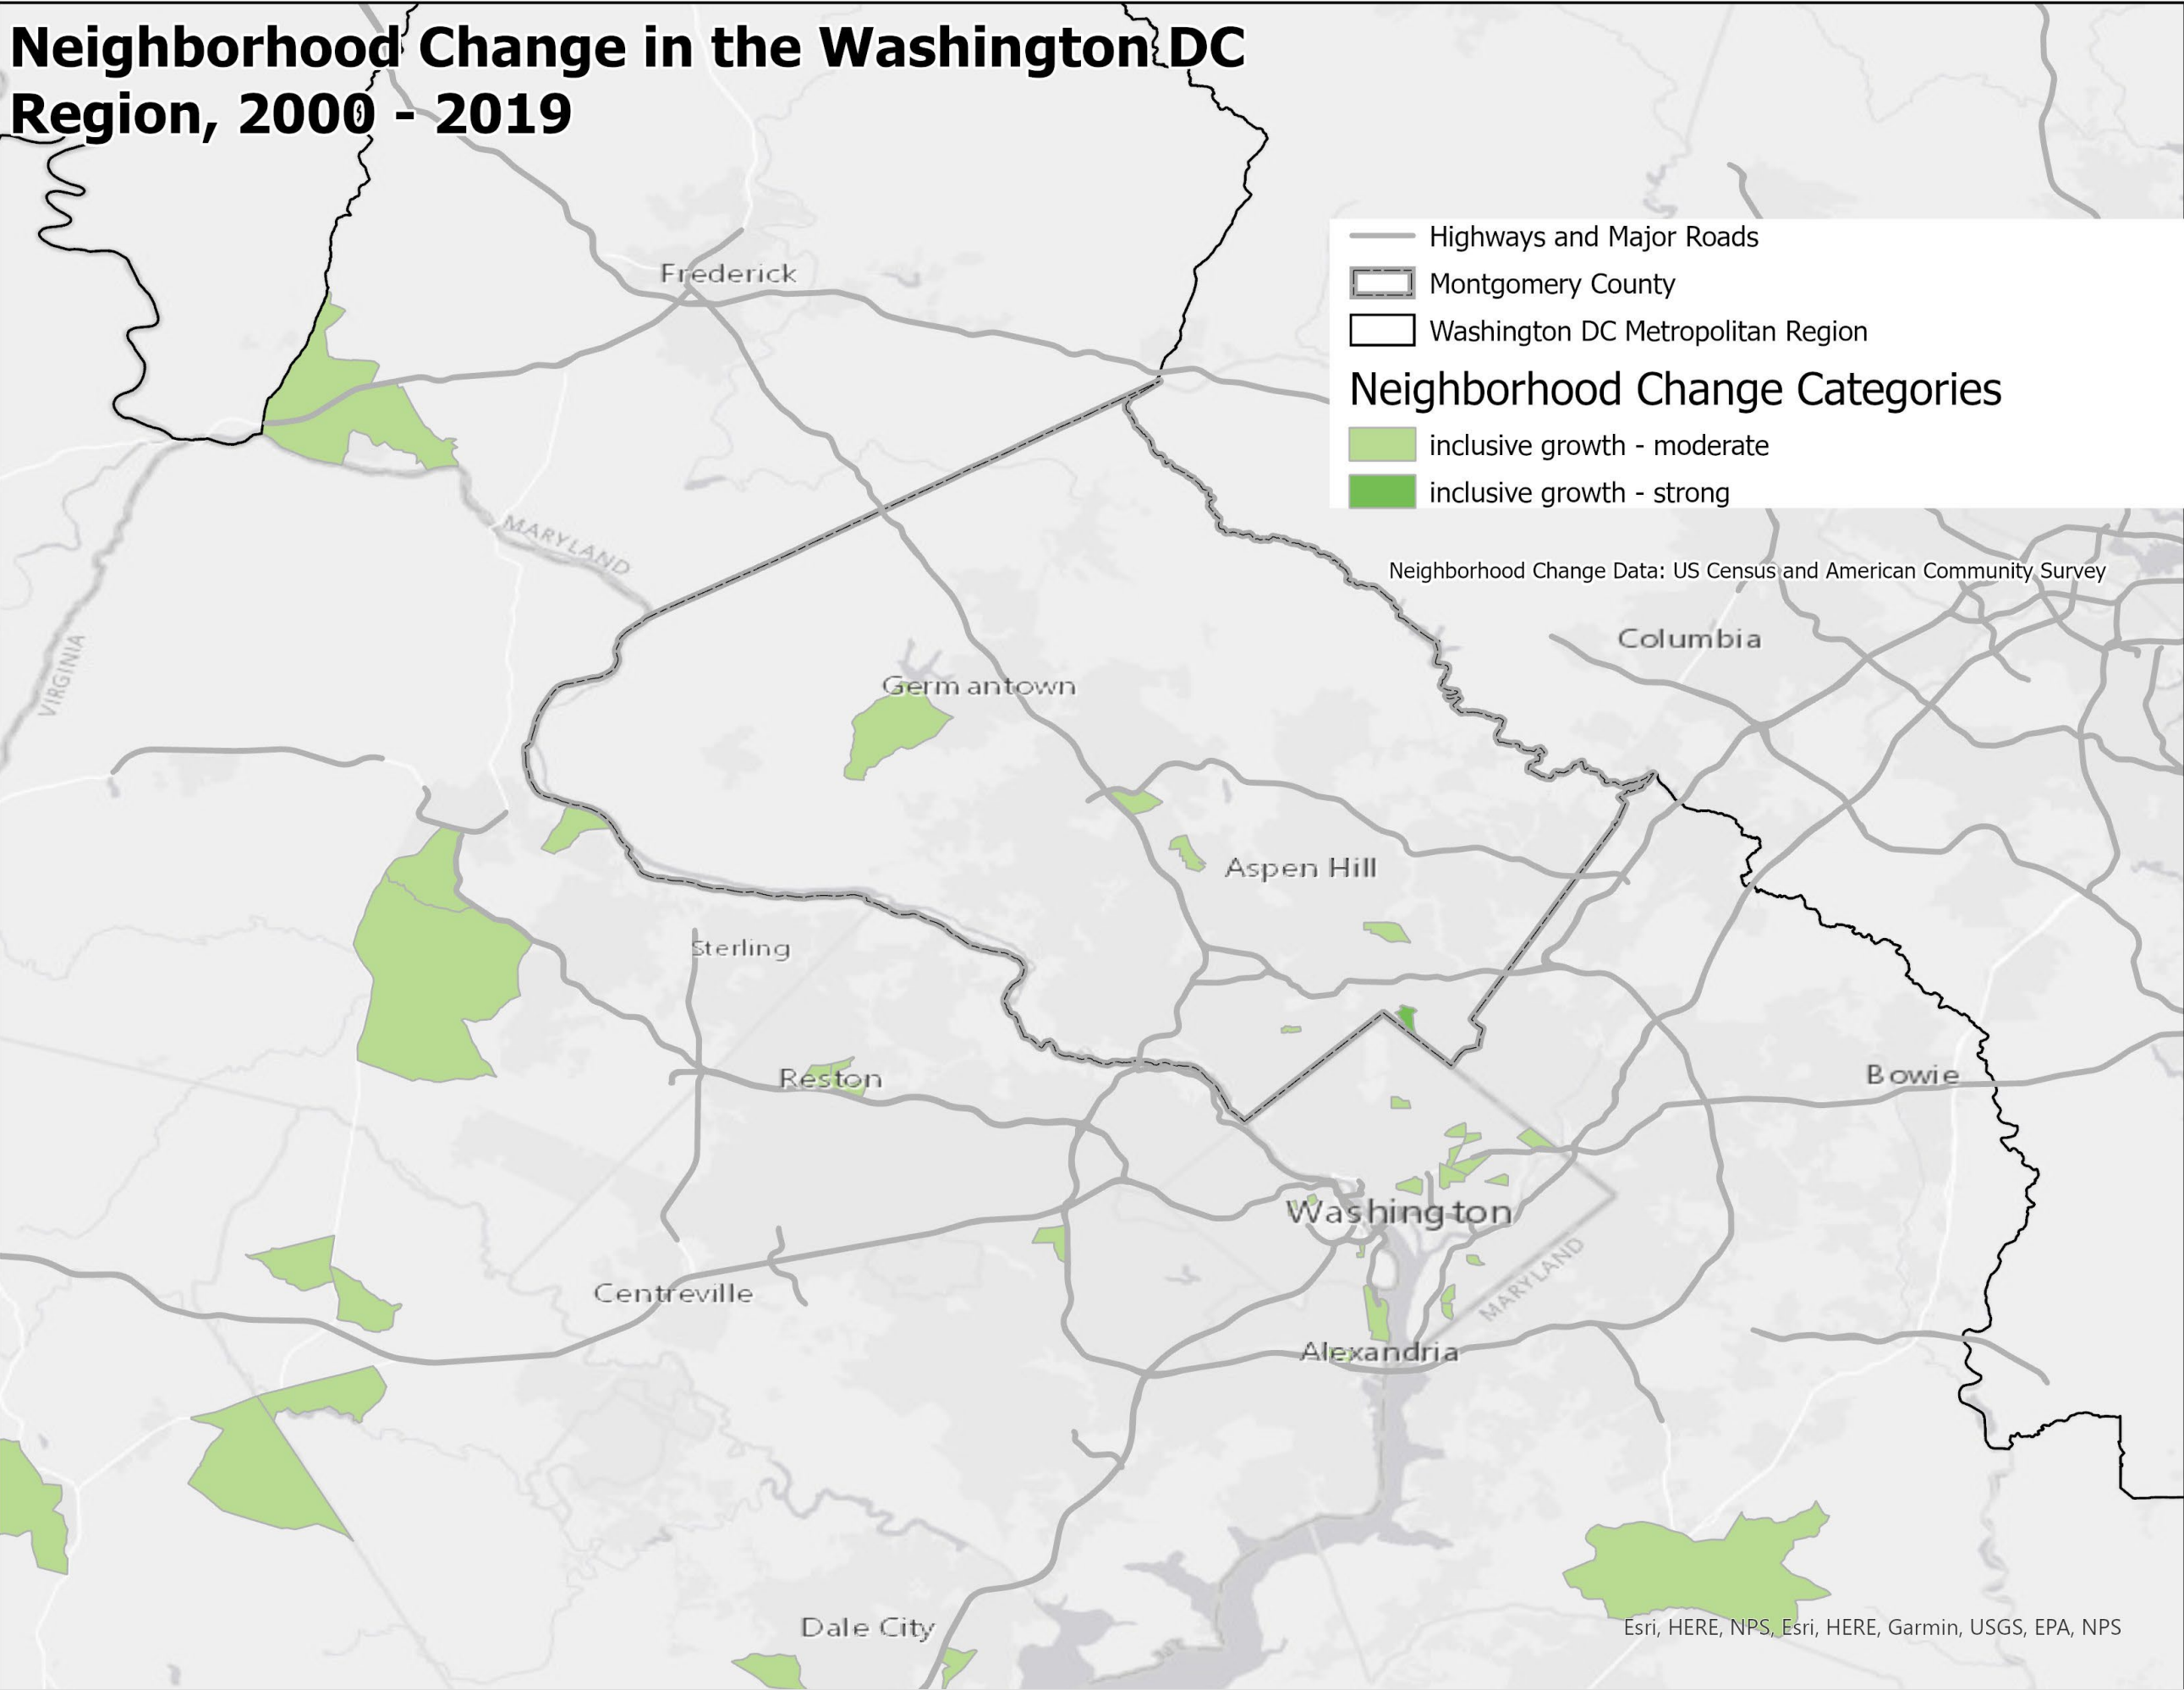 Neighborhood Change in the Washington DC
Region, 2000 - 2019
Highways and Major Roads
Montgomery County
Washington DC Metropolitan Region
Neighborhood Change Categories
inclusive growth - moderate
inclusive growth - strong
Neighborhood Change Data: US Census and American Community Survey
Frederick
MARYLAND
VIRGINIA
Columbia
Germantown
Aspen Hill
Sterling
Reston
Bowie
Washington
Centreville
MARYLAND
Alexandria
Dale City
Esri, HERE, NPS, Esri, HERE, Garmin, USGS, EPA, NPS